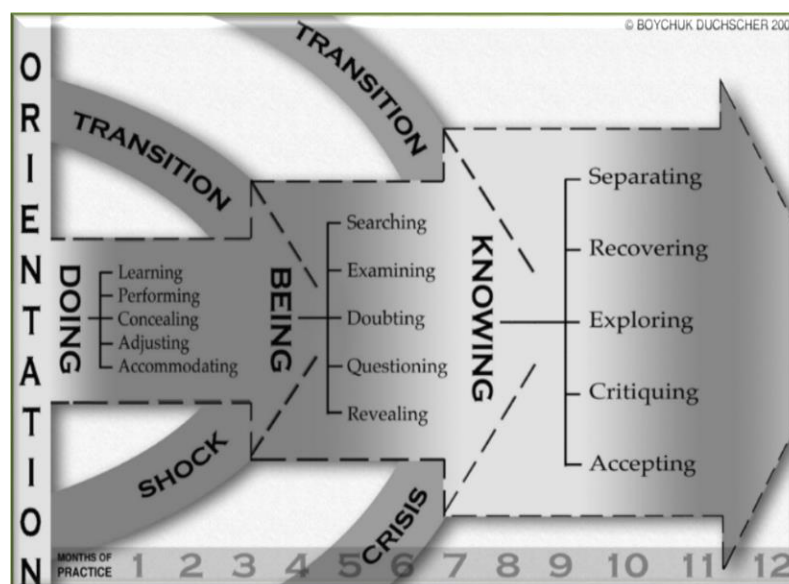 © BOYCHUK DUCHSCHER 200
ORIENTATION
TRANSITION
TRANSITION
DOING
Learning
Performing
Concealing
Adjusting
Accommodating
BEING
Searching
Examining
Doubting
Questioning
Revealing
KNOWING
Separating
Recovering
Exploring
Critiquing
Accepting
SHOCK
CRISIS
MONTHS OF
PRACTICE
1 2 3 4 5 6 7 8 9 10 11 12